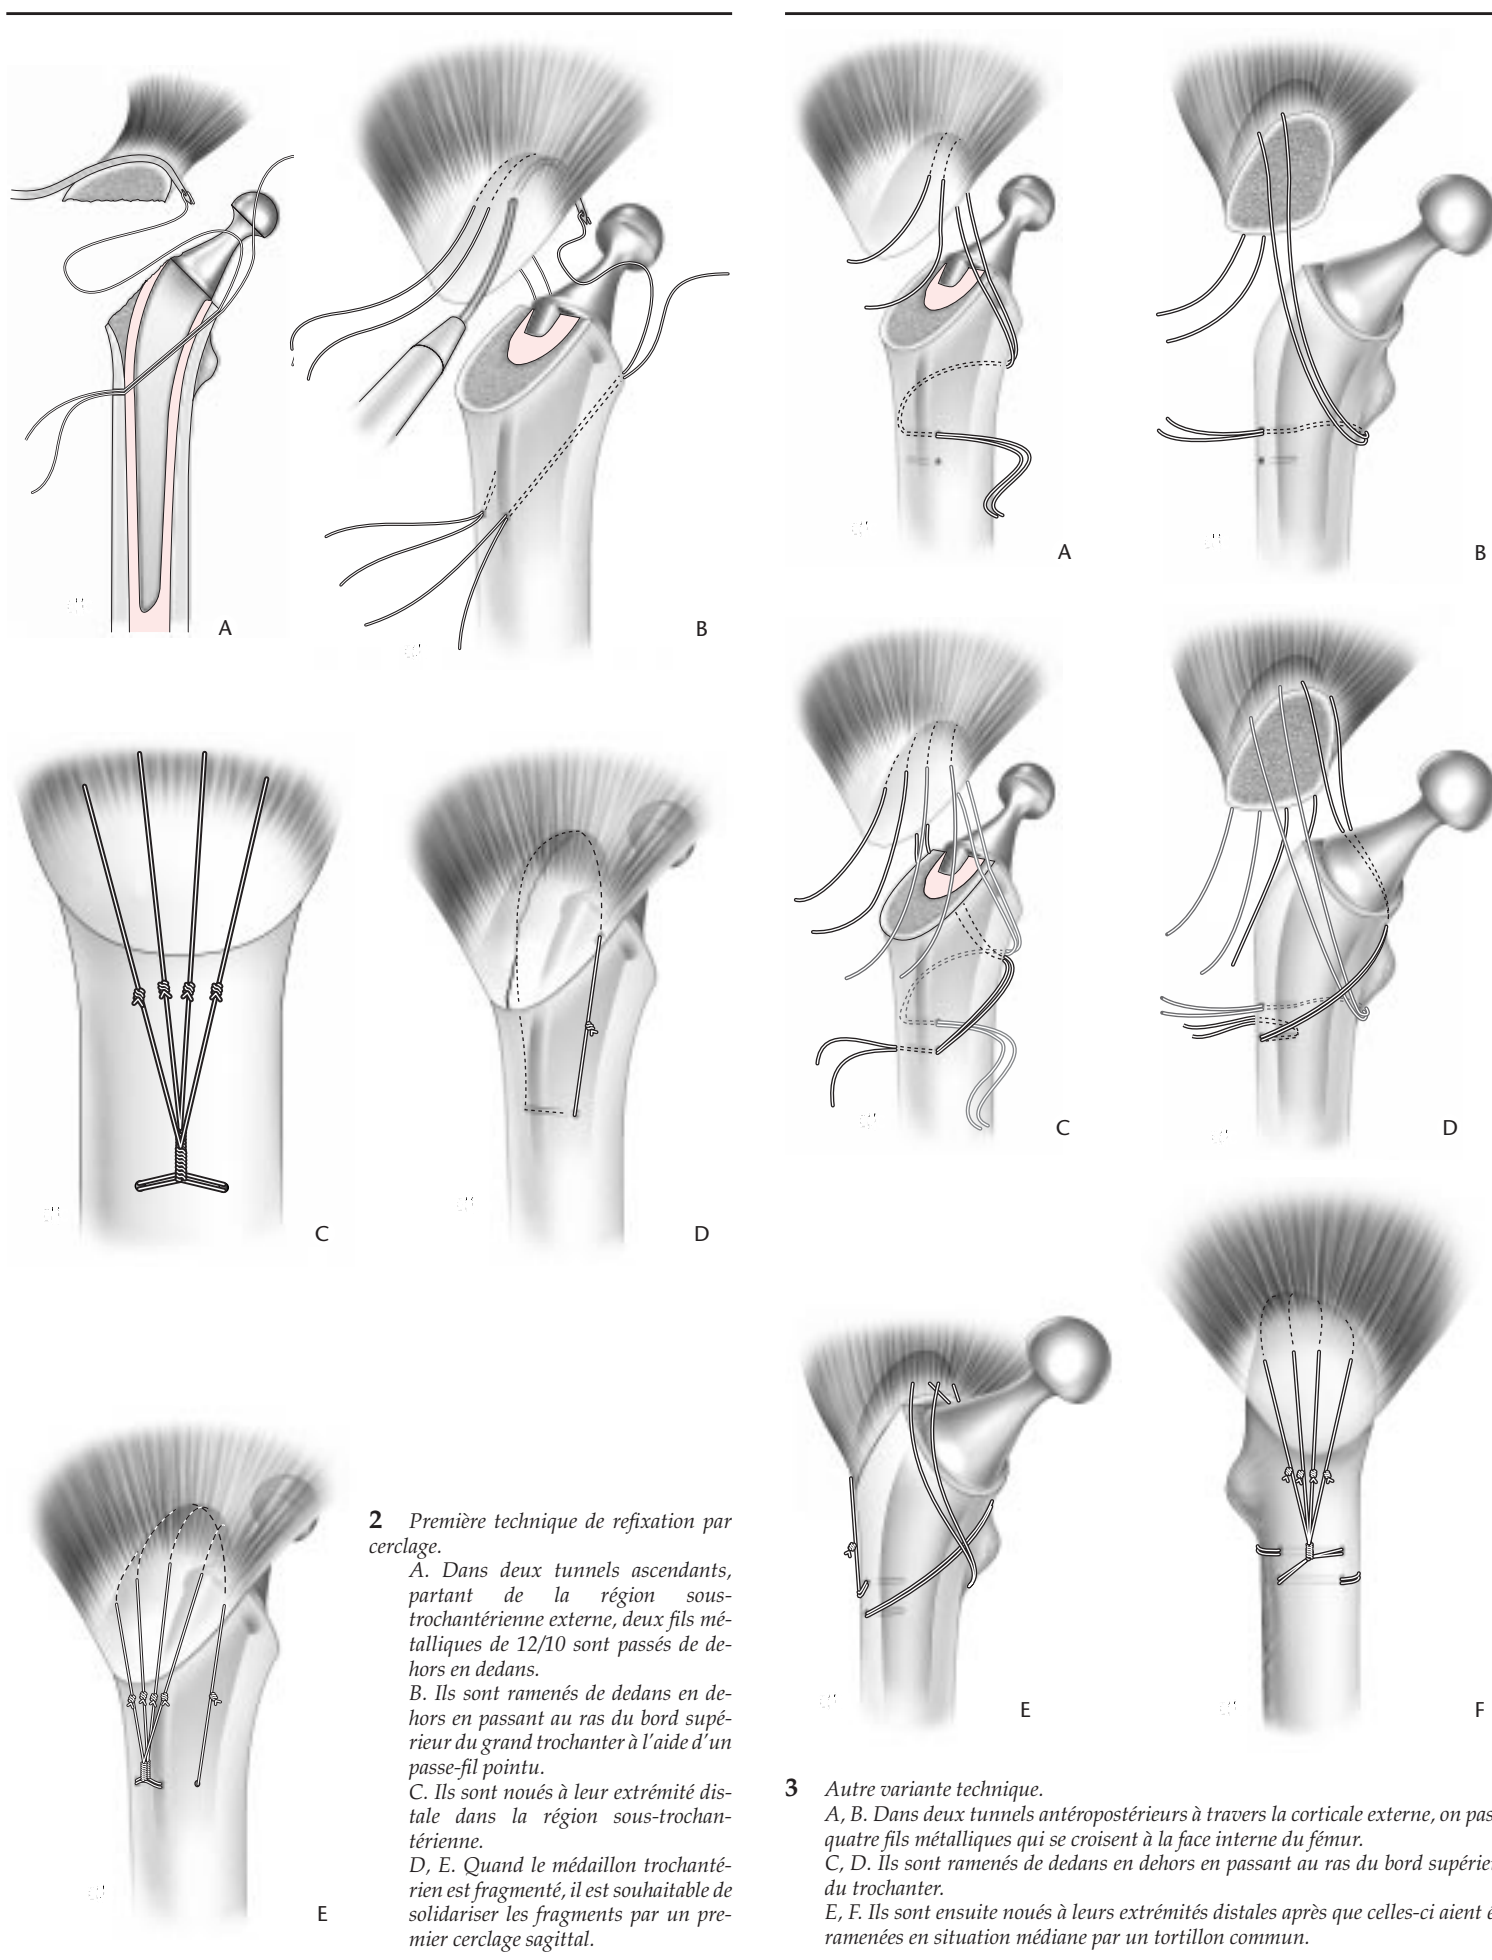 A
B
C
D
E
2 Première technique de refixation par
cerclage.
A. Dans deux tunnels ascendants,
partant de la région sous-
trochantérienne externe, deux fils mé-
talliques de 12/10 sont passés de de-
hors en dedans.
B. Ils sont ramenés de dedans en de-
hors en passant au ras du bord supé-
rieur du grand trochanter à l'aide d'un
passe-fil pointu.
C. Ils sont noués à leur extrémité dis-
tale dans la région sous-trochan-
térienne.
D, E. Quand le médaillon trochanté-
rien est fragmenté, il est souhaitable de
solidariser les fragments par un pre-
mier cerclage sagittal.
A
B
C
D
E
F
3 Autre variante technique.
A, B. Dans deux tunnels antéropostérieurs à travers la corticale externe, on pas
quatre fils métalliques qui se croisent à la face interne du fémur.
C, D. Ils sont ramenés de dedans en dehors en passant au ras du bord supérieu
du trochanter.
E, F. Ils sont ensuite noués à leurs extrémités distales après que celles-ci aient é
ramenées en situation médiane par un tortillon commun.